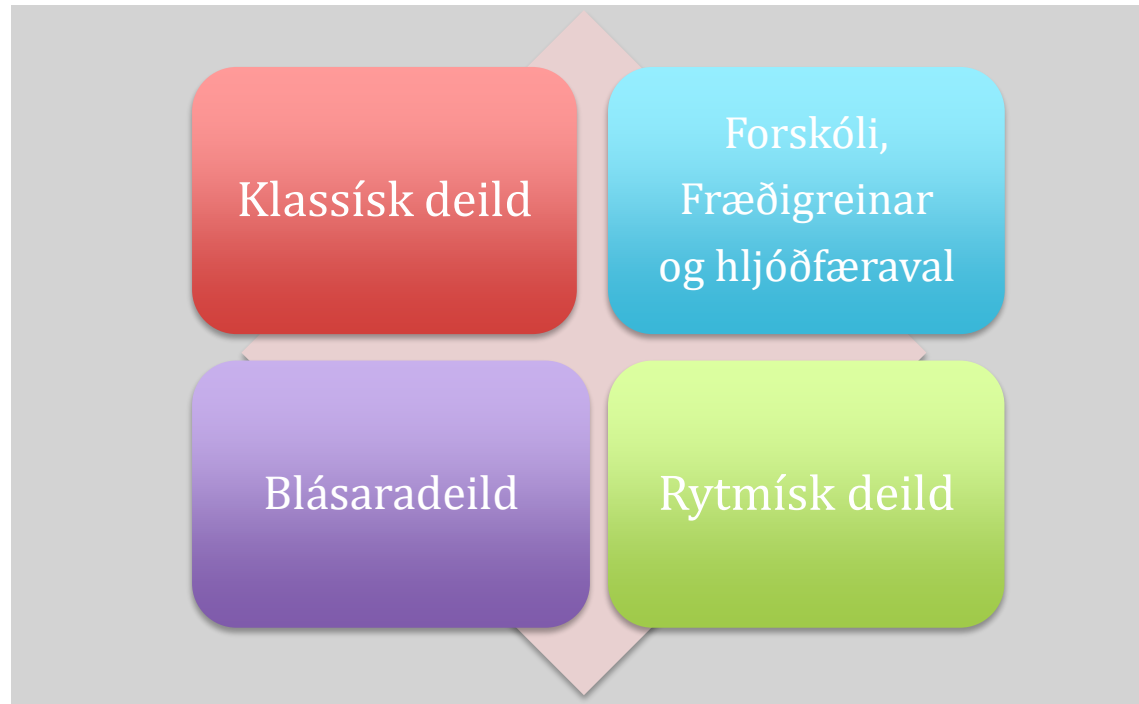 Klassísk deild
Forskóli,
Fræðigreinar
og hljóðfæraval
Blásaradeild
Rytmísk deild